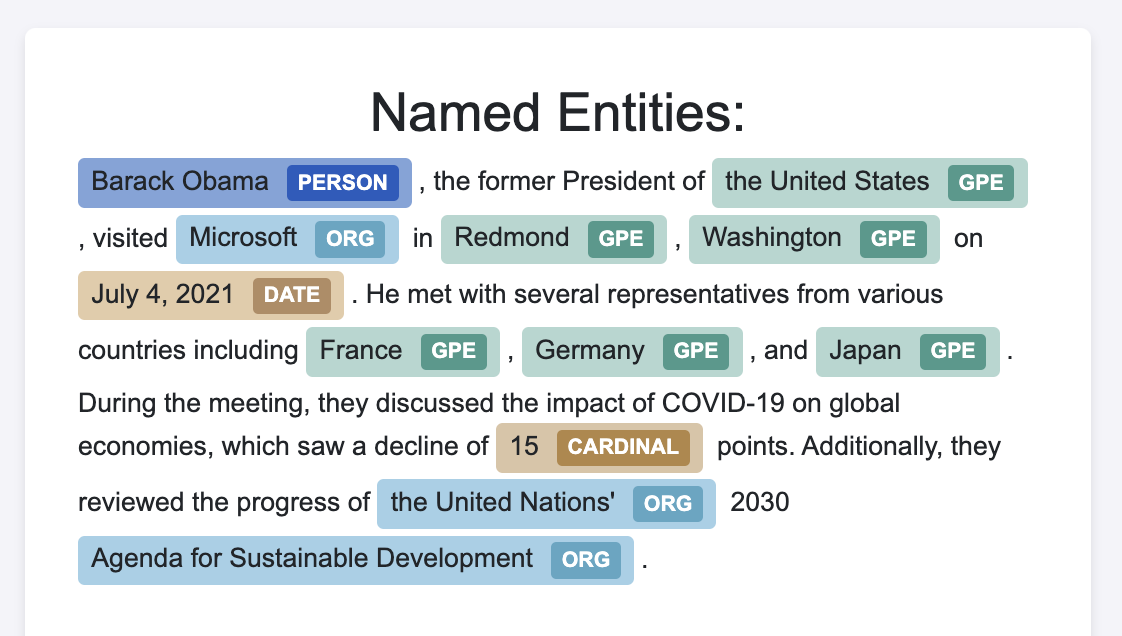 Named Entities:
Barack Obama PERSON , the former President of the United States GPE
, visited Microsoft ORG in Redmond GPE , Washington GPE on
July 4, 2021 DATE . He met with several representatives from various
countries including France GPE , Germany GPE , and Japan GPE .
During the meeting, they discussed the impact of COVID-19 on global
economies, which saw a decline of 15 CARDINAL points. Additionally, they
reviewed the progress of the United Nations' ORG 2030
Agenda for Sustainable Development ORG .